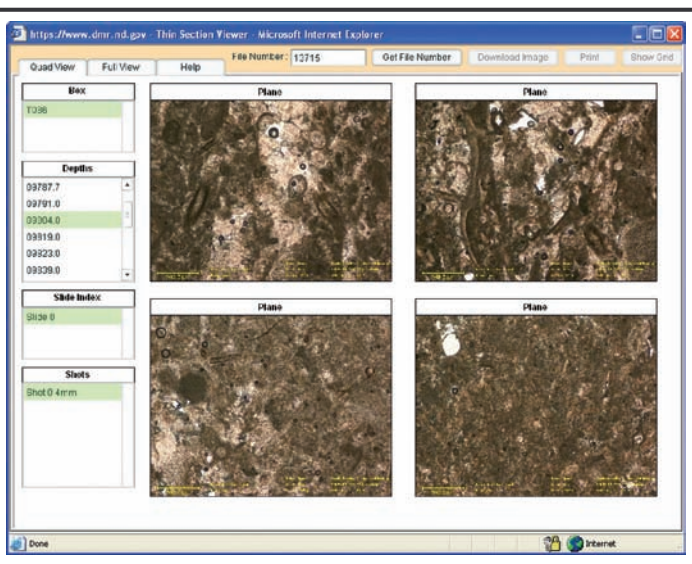 https://www.dmr.nd.gov - Thin Section Viewer - Microsoft Internet Explorer
Quad View Full View Help File Number: 13715 Get File Number Download Image Print Show Grid
Box
Plane
Plane
Depths
09787.7
09791.0
09804.0
09819.0
09823.0
09839.0
Slide Index
Slide 0
Plane
Plane
Shots
Shot 0 4mm
Done Internet